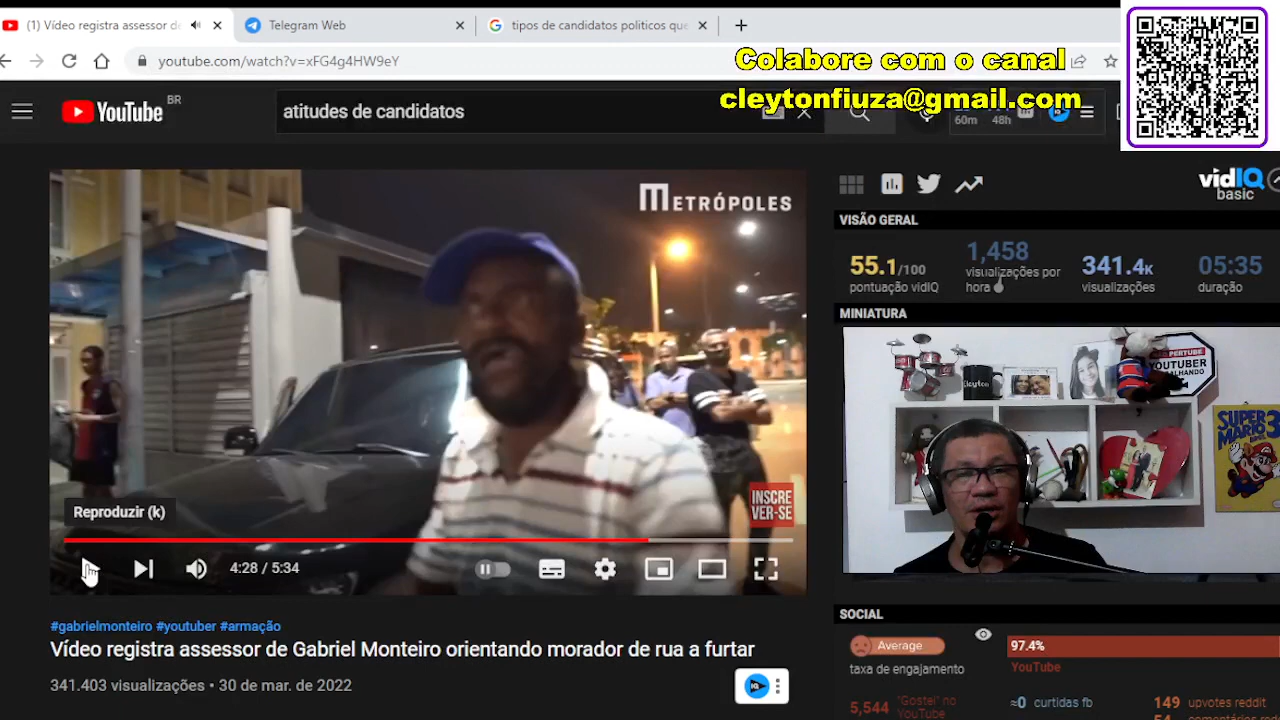 (1) Vídeo registra assessor de
Telegram Web
tipos de candidatos politicos que
youtube.com/watch?v=xFG4g4HW9eY
Colabore com o canal
cleytonfiuza@gmail.com
YouTube BR
atitudes de candidatos
60m
48h
METRÓPOLES
vidIQ
basic
VISÃO GERAL
55.1/100
pontuação vidIQ
1,458
visualizações por
hora
341.4K
visualizações
05:35
duração
MINIATURA
YOUTUBER
Cleyton
SUPER
MARIO
3
INSCRE
VER-SE
Reproduzir (k)
4:28 / 5:34
#gabrielmonteiro #youtuber #armação
Vídeo registra assessor de Gabriel Monteiro orientando morador de rua a furtar
341.403 visualizações • 30 de mar. de 2022
SOCIAL
Average
taxa de engajamento
97.4%
YouTube
5,544
"Gostei" no
YouTube
≈0 curtidas fb
149 upvotes reddit